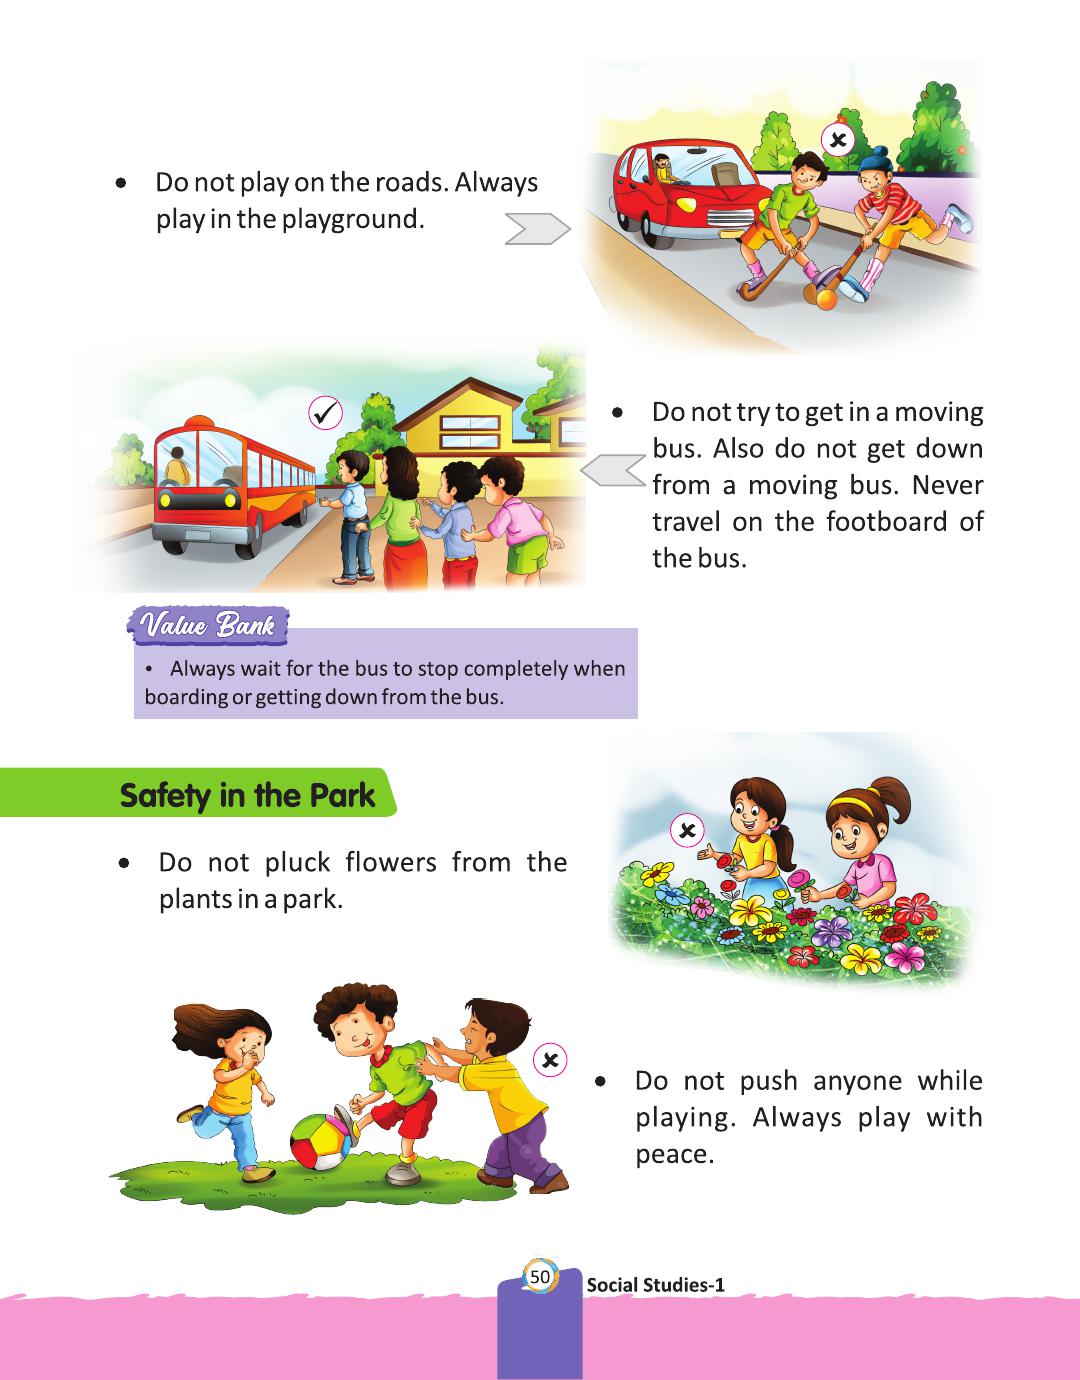 • Do not play on the roads. Always
play in the playground.
• Do not try to get in a moving
bus. Also do not get down
from a moving bus. Never
travel on the footboard of
the bus.
Value Bank
• Always wait for the bus to stop completely when
boarding or getting down from the bus.
Safety in the Park
• Do not pluck flowers from the
plants in a park.
• Do not push anyone while
playing. Always play with
peace.
50
Social Studies-1